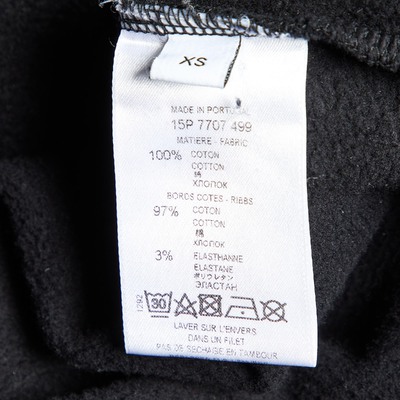 XS
MADE IN PORTUGAL
15P 7707 499
MATIERE - FABRIC
100% COTON
COTTON
棉
ХЛОПОК
BORDS COTES - RIBBS
97% COTON
COTTON
棉
ХЛОПОК
3% ELASTHANNE
ELASTANE
ポリウレタン
ЭЛАСТАН
1292
30
LAVER SUR L'ENVERS
DANS UN FILET
PAS DE SECHAGE EN TAMBOUR